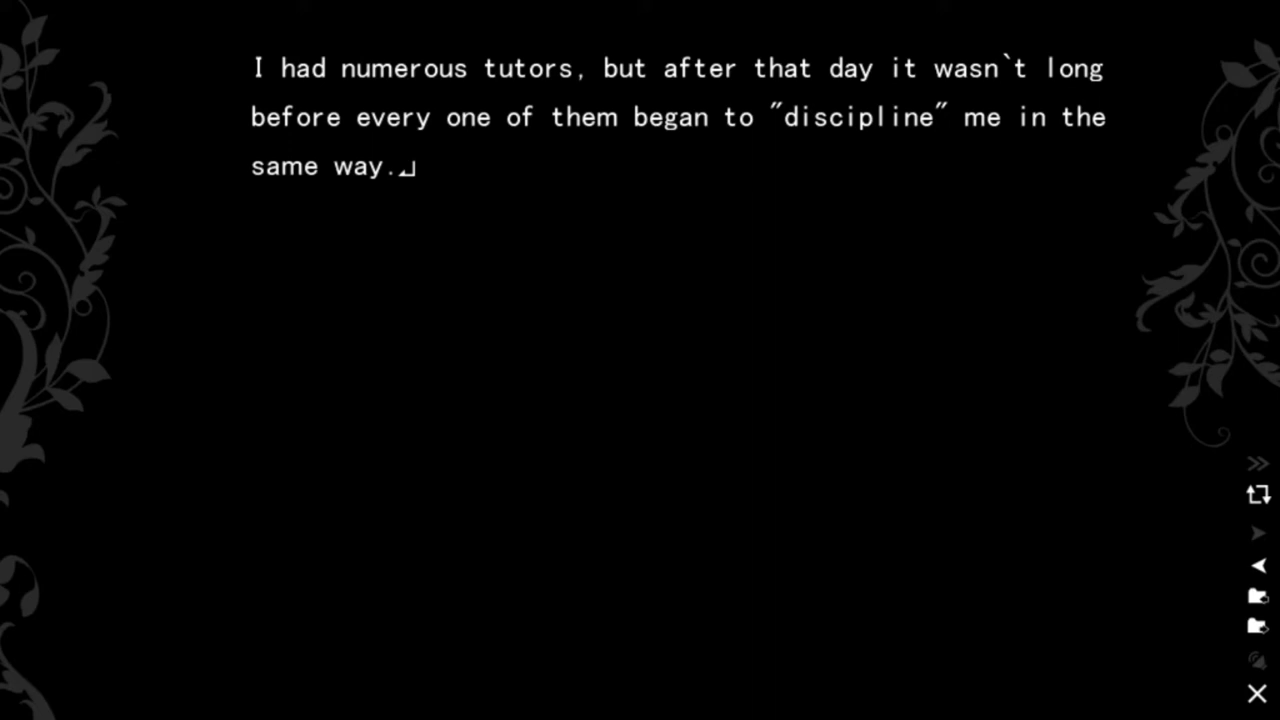 I had numerous tutors, but after that day it wasn`t long
before every one of them began to "discipline" me in the
same way.